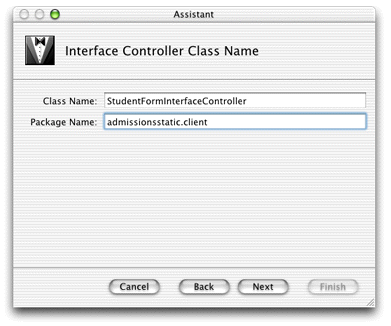 Assistant
Interface Controller Class Name
Class Name: StudentFormInterfaceController
Package Name: admissionsstatic.client
Cancel Back Next Finish